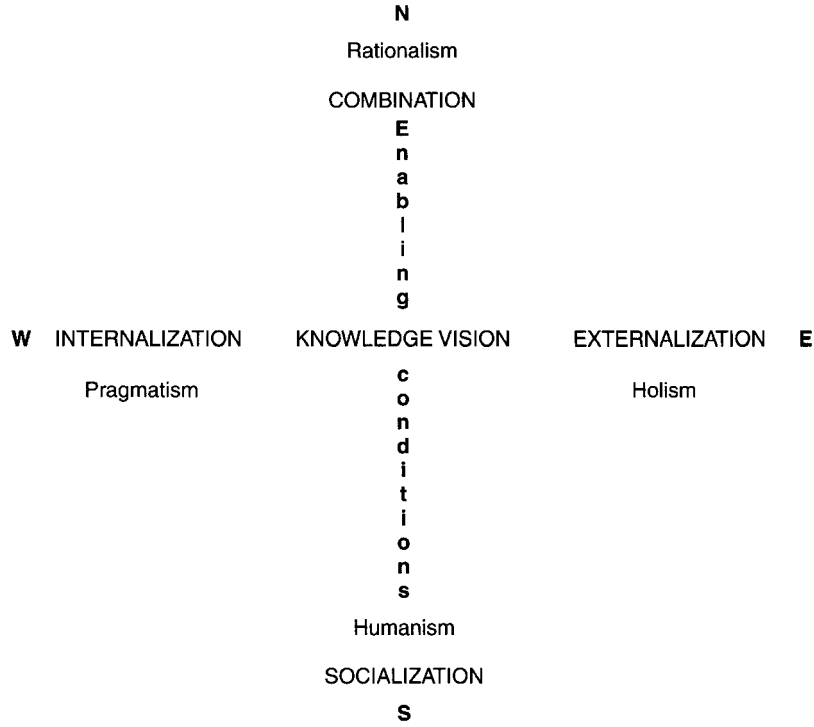 N
Rationalism
COMBINATION
E
n
a
b
l
i
n
g
W INTERNALIZATION KNOWLEDGE VISION EXTERNALIZATION E
Pragmatism
Holism
c
o
n
d
i
t
i
o
n
s
Humanism
SOCIALIZATION
S